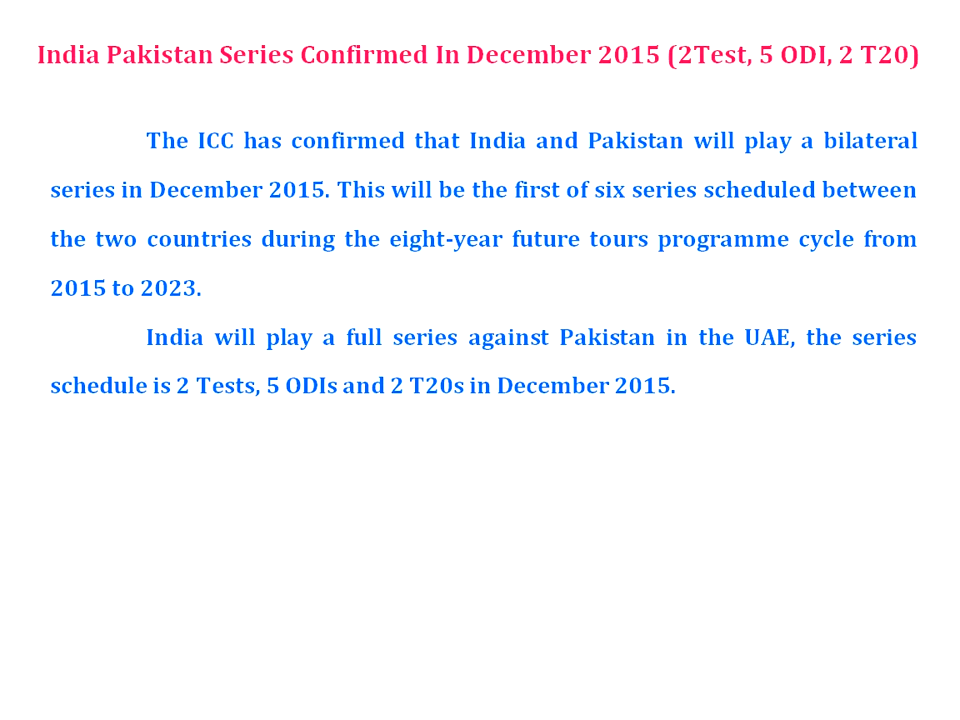 India Pakistan Series Confirmed In December 2015 (2Test, 5 ODI, 2 T20)
The ICC has confirmed that India and Pakistan will play a bilateral
series in December 2015. This will be the first of six series scheduled between
the two countries during the eight-year future tours programme cycle from
2015 to 2023.
India will play a full series against Pakistan in the UAE, the series
schedule is 2 Tests, 5 ODIs and 2 T20s in December 2015.